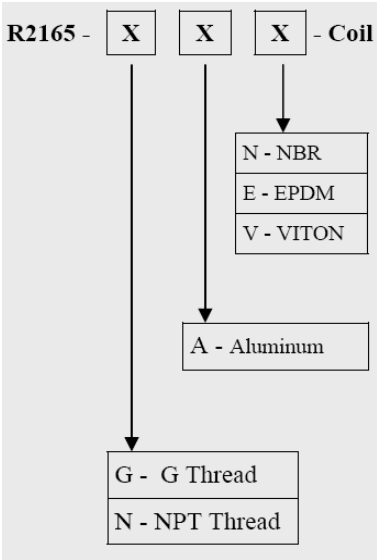 R2165 - X X X - Coil
N - NBR
E - EPDM
V - VITON
A - Aluminum
G - G Thread
N - NPT Thread